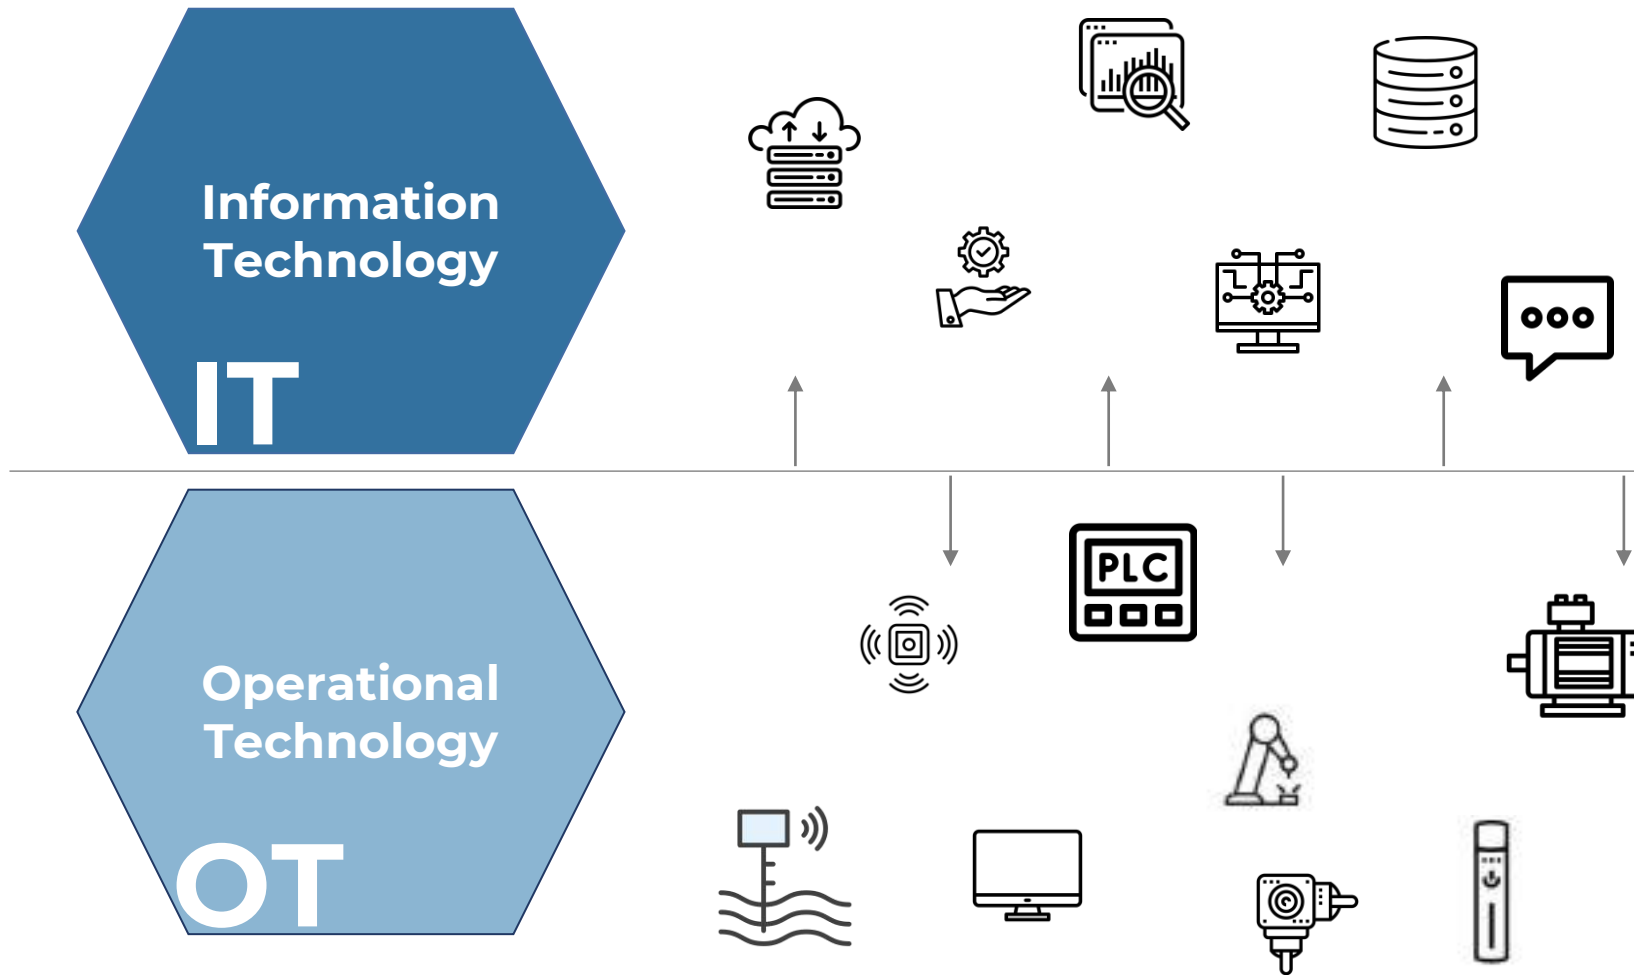 Information
Technology
IT
PLC
Operational
Technology
OT